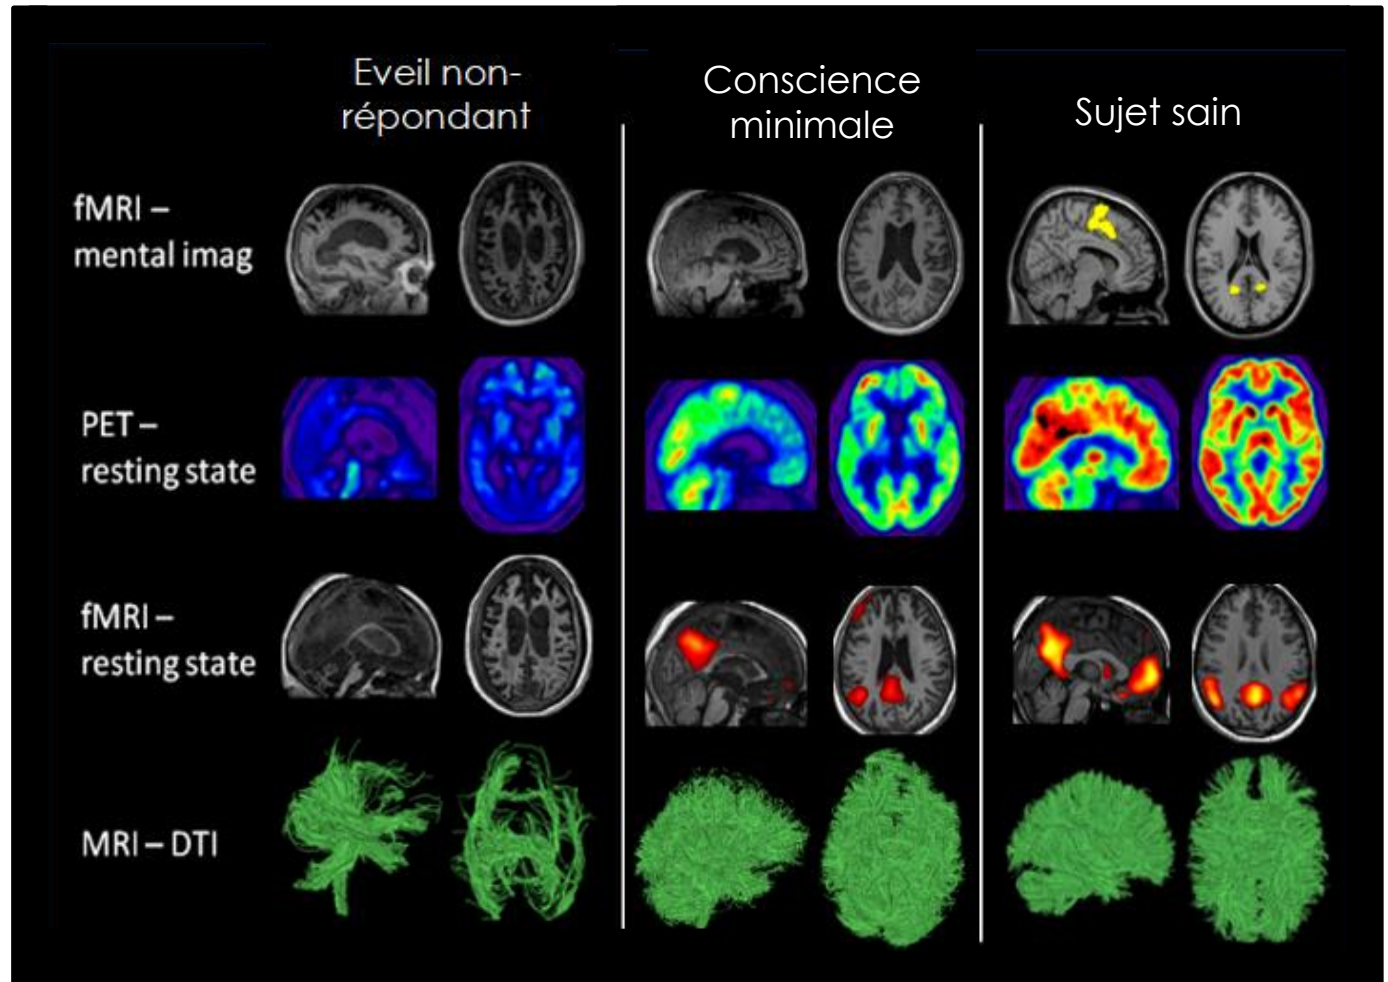 Eveil non-
répondant
Conscience
minimale
Sujet sain
fMRI –
mental imag
PET –
resting state
fMRI –
resting state
MRI – DTI